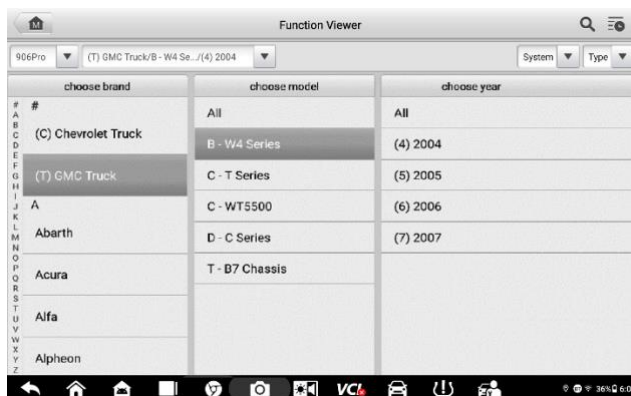 M
Function Viewer
906Pro
(T) GMC Truck/B - W4 Se.../(4) 2004
System
Type
choose brand
choose model
choose year
#
A
B
C
D
E
F
G
H
I
J
K
L
M
N
O
P
Q
R
S
T
U
V
W
X
Y
Z
#
(C) Chevrolet Truck
(T) GMC Truck
A
Abarth
Acura
Alfa
Alpheon
All
B - W4 Series
C - T Series
C - WT5500
D - C Series
T - B7 Chassis
All
(4) 2004
(5) 2005
(6) 2006
(7) 2007
VCI
36%